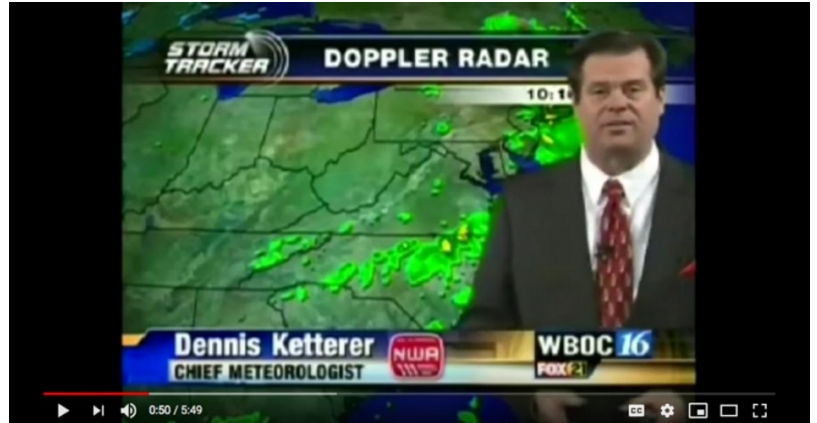 STORM
TRACKER
DOPPLER RADAR
10:1
Dennis Ketterer
CHIEF METEOROLOGIST
NWA
WBOC 16
FOX 21
0:50 / 5:49
CC